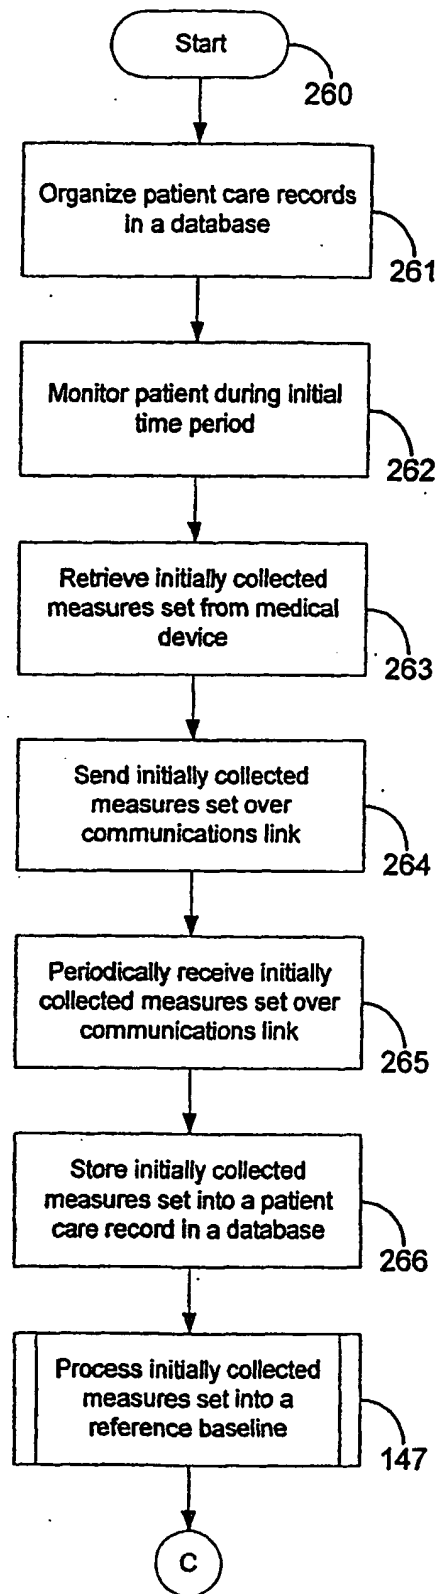 Start
260
Organize patient care records
in a database
261
Monitor patient during initial
time period
262
Retrieve initially collected
measures set from medical
device
263
Send initially collected
measures set over
communications link
264
Periodically receive initially
collected measures set over
communications link
265
Store initially collected
measures set into a patient
care record in a database
266
Process initially collected
measures set into a
reference baseline
147
C